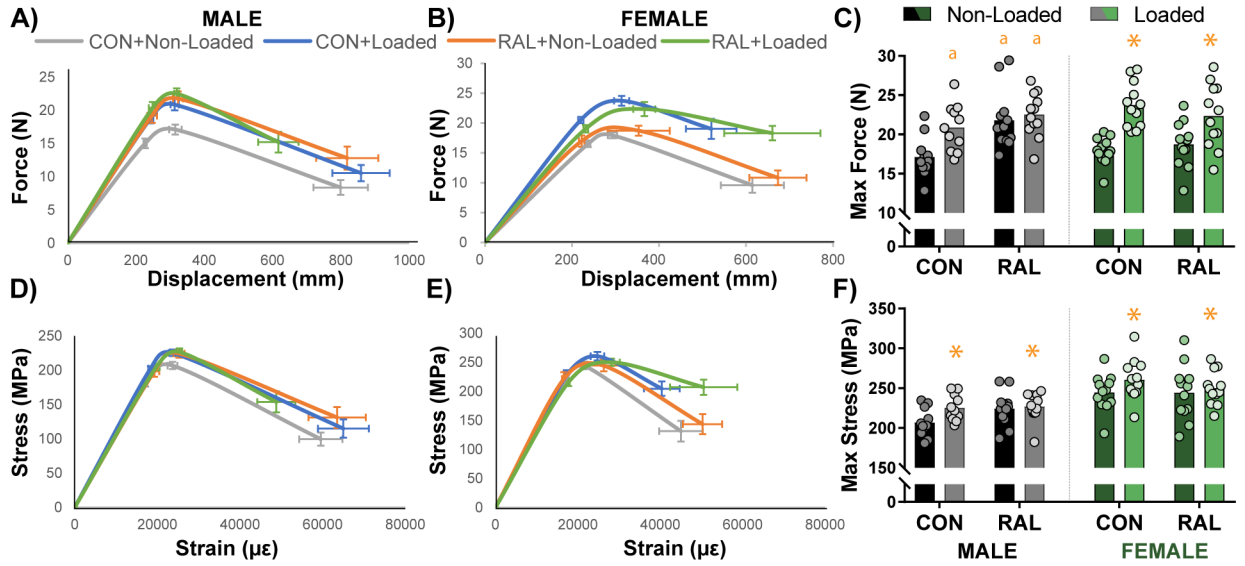 A) MALE
B) FEMALE
C) Non-Loaded Loaded
CON+Non-Loaded CON+Loaded RAL+Non-Loaded RAL+Loaded
Force (N)
25
20
15
10
5
0
0 200 400 600 800 1000
Displacement (mm)
Force (N)
30
25
20
15
10
5
0
0 200 400 600 800
Displacement (mm)
Max Force (N)
30
25
20
15
10
0
a a a * *
CON RAL CON RAL
D)
Stress (MPa)
250
200
150
100
50
0
0 20000 40000 60000 80000
Strain (με)
E)
Stress (MPa)
300
250
200
150
100
50
0
0 20000 40000 60000 80000
Strain (με)
F)
Max Stress (MPa)
350
300
250
200
150
0
* * * *
CON RAL CON RAL
MALE FEMALE